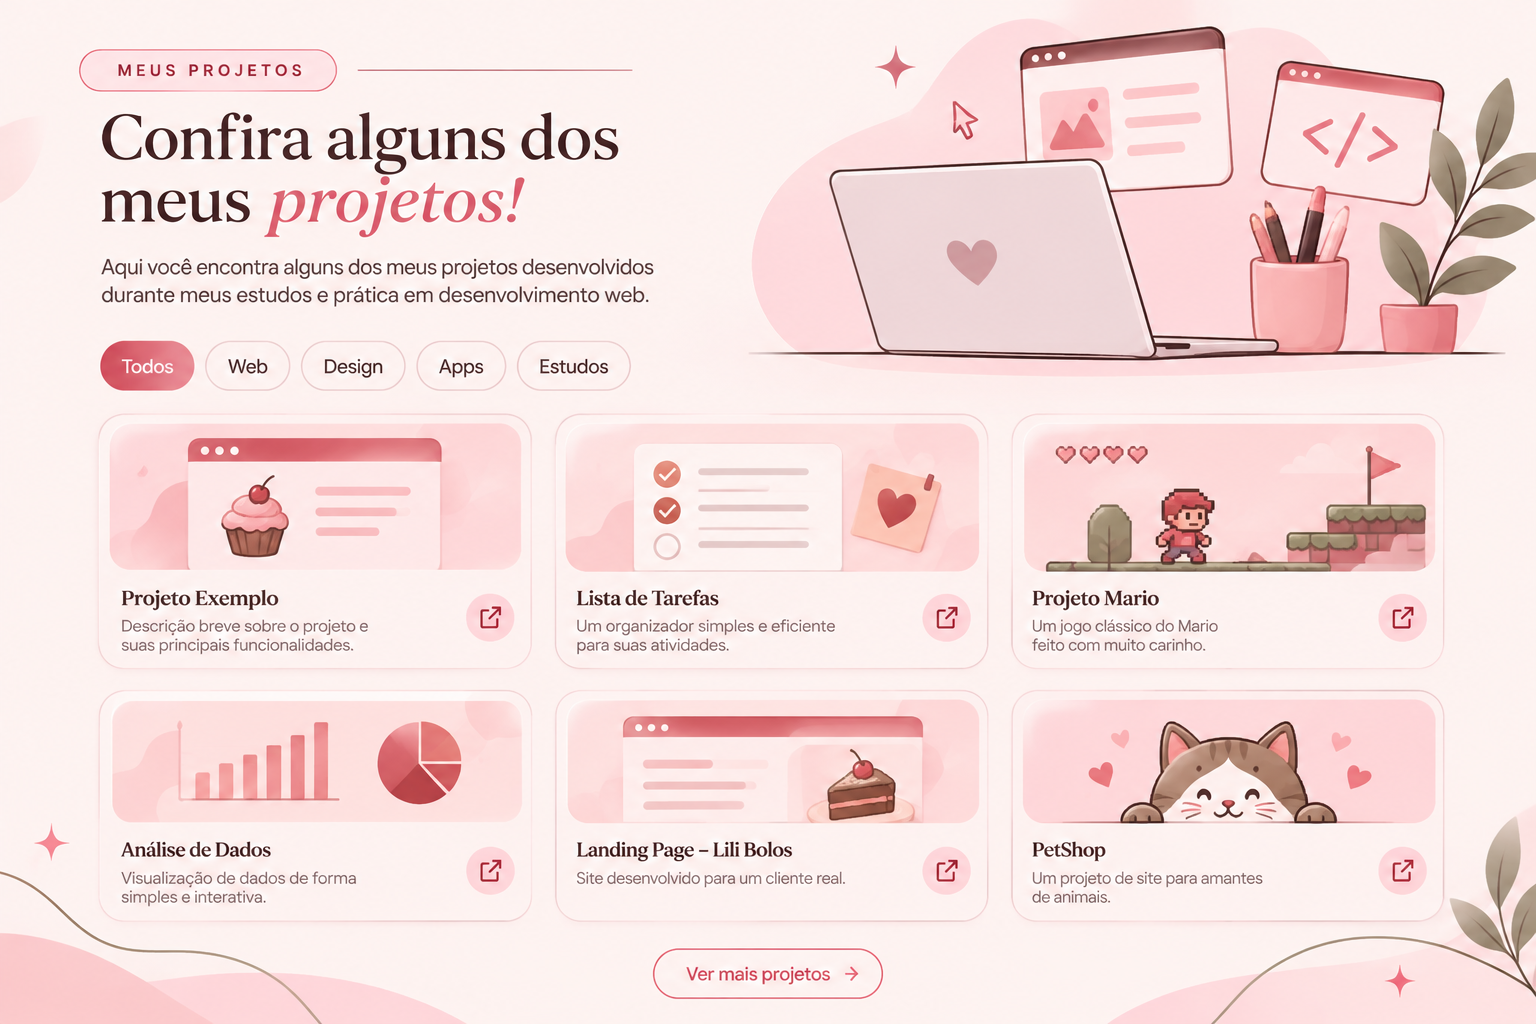 MEUS PROJETOS
Confira alguns dos
meus projetos!
Aqui você encontra alguns dos meus projetos desenvolvidos
durante meus estudos e prática em desenvolvimento web.
Todos
Web
Design
Apps
Estudos
</>
Projeto Exemplo
Descrição breve sobre o projeto e
suas principais funcionalidades.
Lista de Tarefas
Um organizador simples e eficiente
para suas atividades.
Projeto Mario
Um jogo clássico do Mario
feito com muito carinho.
Análise de Dados
Visualização de dados de forma
simples e interativa.
Landing Page – Lili Bolos
Site desenvolvido para um cliente real.
PetShop
Um projeto de site para amantes
de animais.
Ver mais projetos →